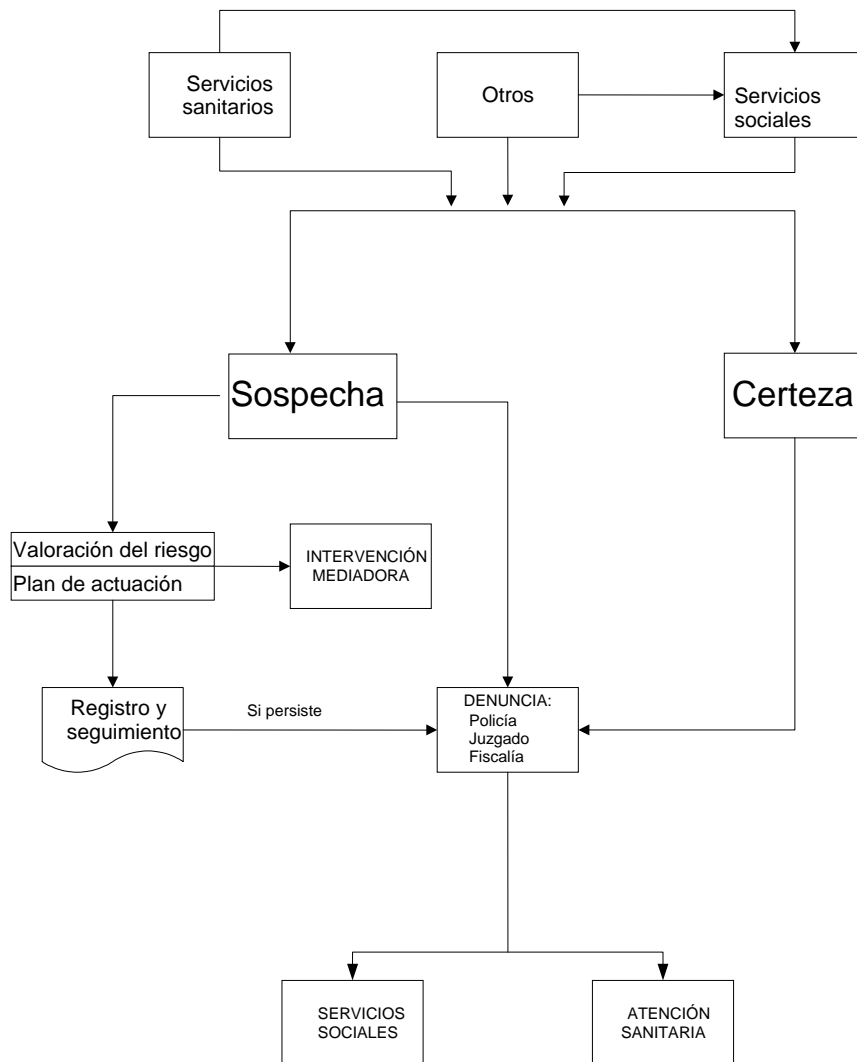 Servicios
sanitarios
Otros
Servicios
sociales
Sospecha
Certeza
Valoración del riesgo
Plan de actuación
INTERVENCIÓN
MEDIADORA
Registro y
seguimiento
Si persiste
DENUNCIA:
Policía
Juzgado
Fiscalía
SERVICIOS
SOCIALES
ATENCIÓN
SANITARIA